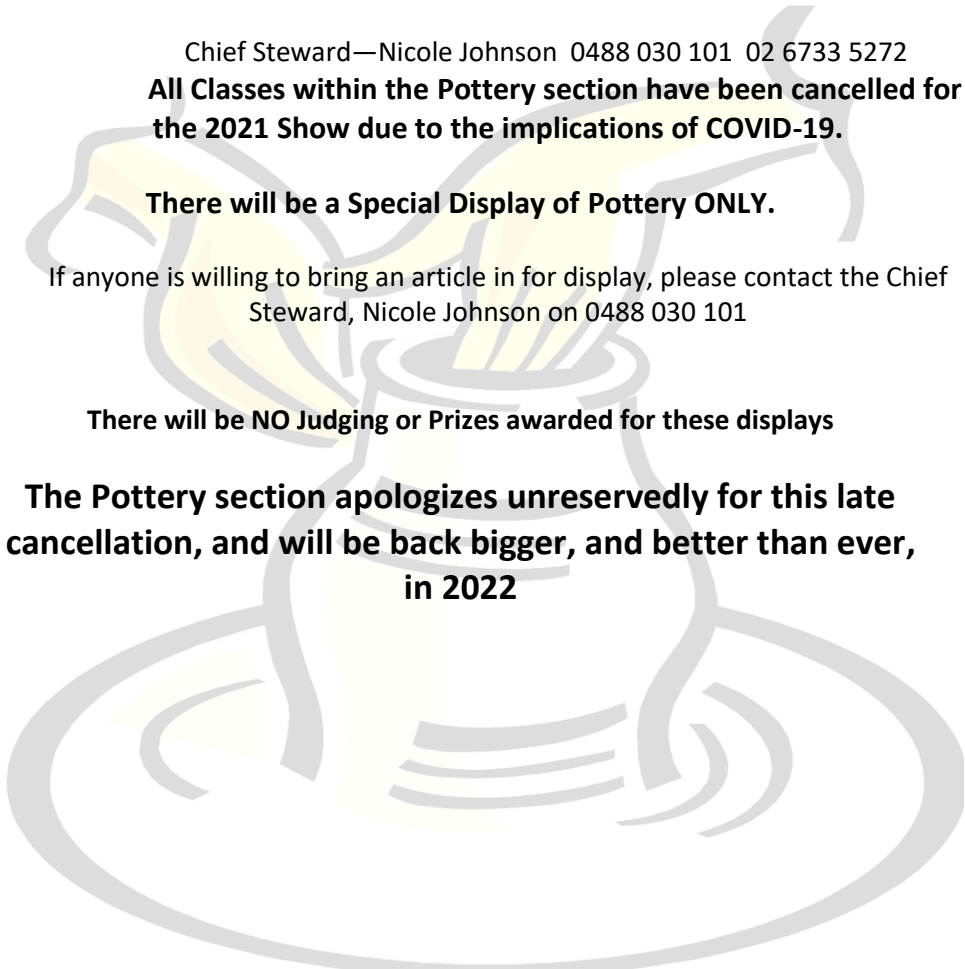 Chief Steward—Nicole Johnson 0488 030 101 02 6733 5272
All Classes within the Pottery section have been cancelled for
the 2021 Show due to the implications of COVID-19.
There will be a Special Display of Pottery ONLY.
If anyone is willing to bring an article in for display, please contact the Chief
Steward, Nicole Johnson on 0488 030 101
There will be NO Judging or Prizes awarded for these displays
The Pottery section apologizes unreservedly for this late
cancellation, and will be back bigger, and better than ever,
in 2022